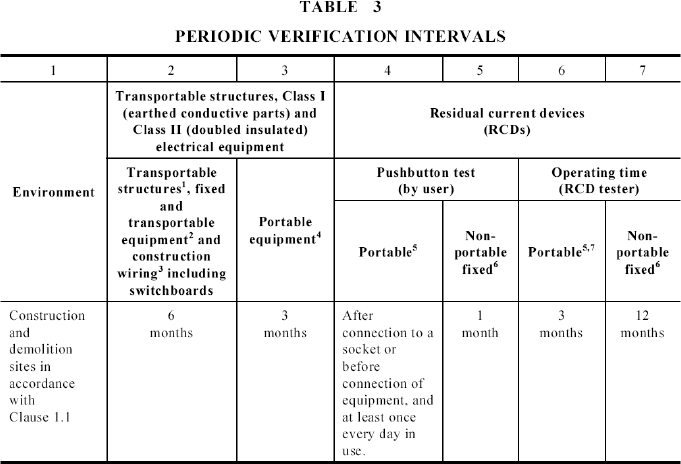 TABLE 3
PERIODIC VERIFICATION INTERVALS
1 2 3 4 5 6 7
Environment
Transportable structures, Class I
(earthed conductive parts) and
Class II (doubled insulated)
electrical equipment
Residual current devices
(RCDs)
Transportable
structures¹, fixed
and
transportable
equipment² and
construction
wiring³ including
switchboards
Portable
equipment⁴
Pushbutton test
(by user)
Operating time
(RCD tester)
Portable⁵
Non-
portable
fixed⁶
Portable⁵,⁷
Non-
portable
fixed⁶
Construction
and
demolition
sites in
accordance
with
Clause 1.1
6
months
3
months
After
connection to a
socket or
before
connection of
equipment, and
at least once
every day in
use.
1
month
3
months
12
months